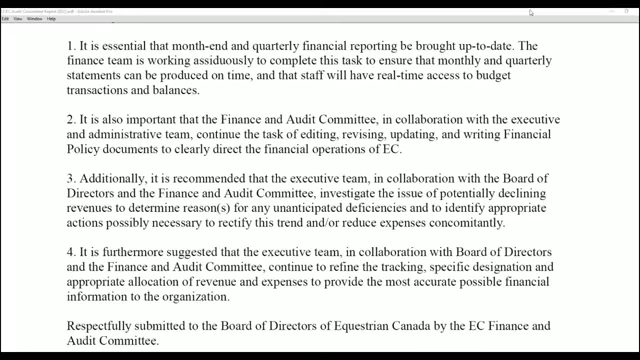 Edit View Window Help
1. It is essential that month-end and quarterly financial reporting be brought up-to-date. The
finance team is working assiduously to complete this task to ensure that monthly and quarterly
statements can be produced on time, and that staff will have real-time access to budget
transactions and balances.
2. It is also important that the Finance and Audit Committee, in collaboration with the executive
and administrative team, continue the task of editing, revising, updating, and writing Financial
Policy documents to clearly direct the financial operations of EC.
3. Additionally, it is recommended that the executive team, in collaboration with the Board of
Directors and the Finance and Audit Committee, investigate the issue of potentially declining
revenues to determine reason(s) for any unanticipated deficiencies and to identify appropriate
actions possibly necessary to rectify this trend and/or reduce expenses concomitantly.
4. It is furthermore suggested that the executive team, in collaboration with Board of Directors
and the Finance and Audit Committee, continue to refine the tracking, specific designation and
appropriate allocation of revenue and expenses to provide the most accurate possible financial
information to the organization.
Respectfully submitted to the Board of Directors of Equestrian Canada by the EC Finance and
Audit Committee.